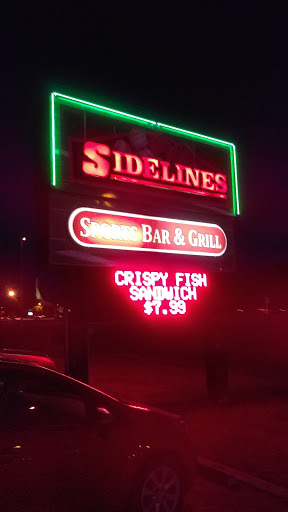 SIDELINES
SPORTS BAR & GRILL
CRISPY FISH
SANDWICH
$7.99